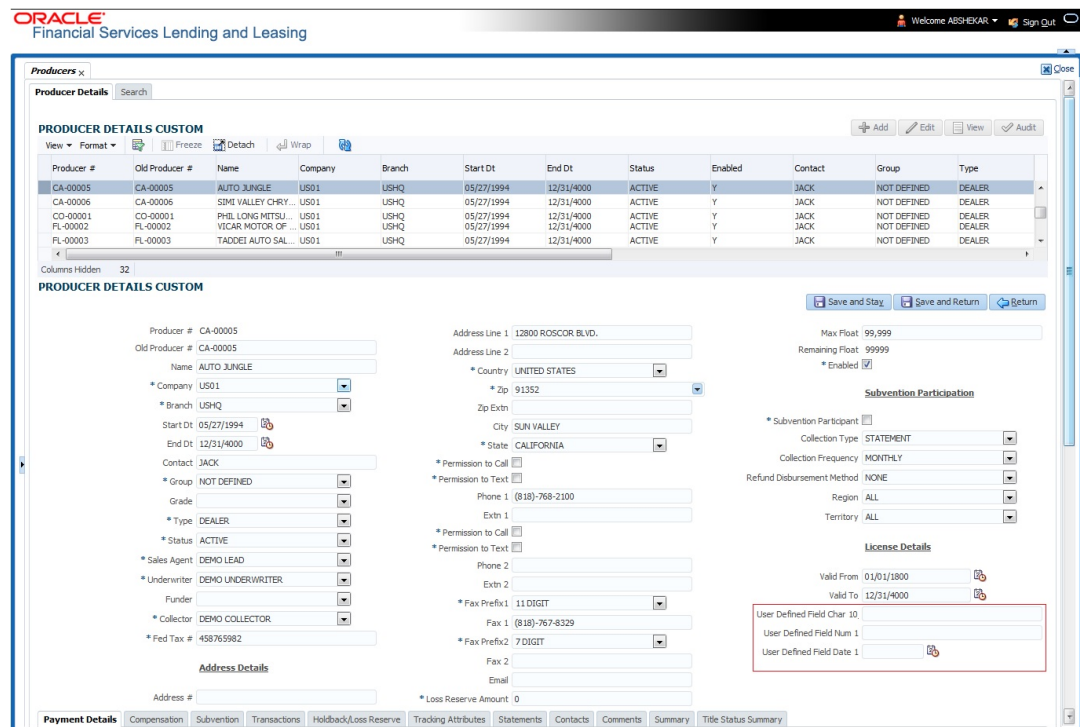 ORACLE
Financial Services Lending and Leasing
Welcome ABSHEKAR Sign Out
Producers x
Close
Producer Details Search
PRODUCER DETAILS CUSTOM
Add Edit View Audit
View Format Freeze Detach Wrap
Producer # Old Producer # Name Company Branch Start Dt End Dt Status Enabled Contact Group Type
CA-00005 CA-00005 AUTO JUNGLE US01 USHQ 05/27/1994 12/31/4000 ACTIVE Y JACK NOT DEFINED DEALER
CA-00006 CA-00006 SIMI VALLEY CHRY... US01 USHQ 05/27/1994 12/31/4000 ACTIVE Y JACK NOT DEFINED DEALER
CO-00001 CO-00001 PHIL LONG MITSU... US01 USHQ 05/27/1994 12/31/4000 ACTIVE Y JACK NOT DEFINED DEALER
FL-00002 FL-00002 VICAR MOTOR OF ... US01 USHQ 05/27/1994 12/31/4000 ACTIVE Y JACK NOT DEFINED DEALER
FL-00003 FL-00003 TADDEI AUTO SAL... US01 USHQ 05/27/1994 12/31/4000 ACTIVE Y JACK NOT DEFINED DEALER
Columns Hidden 32
PRODUCER DETAILS CUSTOM
Save and Stay Save and Return Return
Producer # CA-00005
Old Producer # CA-00005
Name AUTO JUNGLE
* Company US01
* Branch USHQ
Start Dt 05/27/1994
End Dt 12/31/4000
Contact JACK
* Group NOT DEFINED
Grade
* Type DEALER
* Status ACTIVE
* Sales Agent DEMO LEAD
* Underwriter DEMO UNDERWRITER
Funder
* Collector DEMO COLLECTOR
* Fed Tax # 458765982
Address Details
Address #
Address Line 1 12800 ROSCOR BLVD.
Address Line 2
* Country UNITED STATES
* Zip 91352
Zip Extn
City SUN VALLEY
* State CALIFORNIA
* Permission to Call
* Permission to Text
Phone 1 (818)-768-2100
Extn 1
* Permission to Call
* Permission to Text
Phone 2
Extn 2
* Fax Prefix1 11 DIGIT
Fax 1 (818)-767-8329
* Fax Prefix2 7 DIGIT
Fax 2
Email
* Loss Reserve Amount 0
Max Float 99,999
Remaining Float 99999
* Enabled
Subvention Participation
* Subvention Participant
Collection Type STATEMENT
Collection Frequency MONTHLY
Refund Disbursement Method NONE
Region ALL
Territory ALL
License Details
Valid From 01/01/1800
Valid To 12/31/4000
User Defined Field Char 10
User Defined Field Num 1
User Defined Field Date 1
Payment Details Compensation Subvention Transactions Holdback/Loss Reserve Tracking Attributes Statements Contacts Comments Summary Title Status Summary